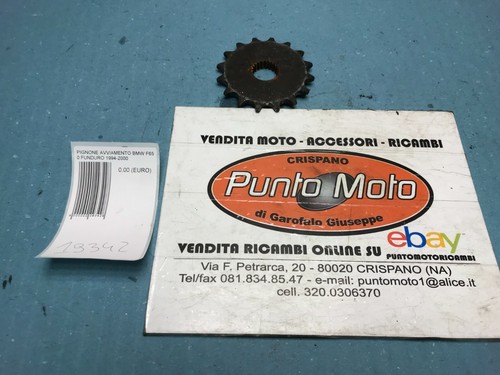 PIGNONE AVVIAMENTO BMW F65
0 FUNDURO 1994-2000
0,00 (EURO)
19342
VENDITA MOTO - ACCESSORI - RICAMBI
CRISPANO
Punto Moto
di Garofulo Giuseppe
VENDITA RICAMBI ONLINE SU ebay
PUNTOMOTORICAMBI
Via F. Petrarca, 20 - 80020 CRISPANO (NA)
Tel/fax 081.834.85.47 - e-mail: puntomoto1@alice.it
cell. 320.0306370